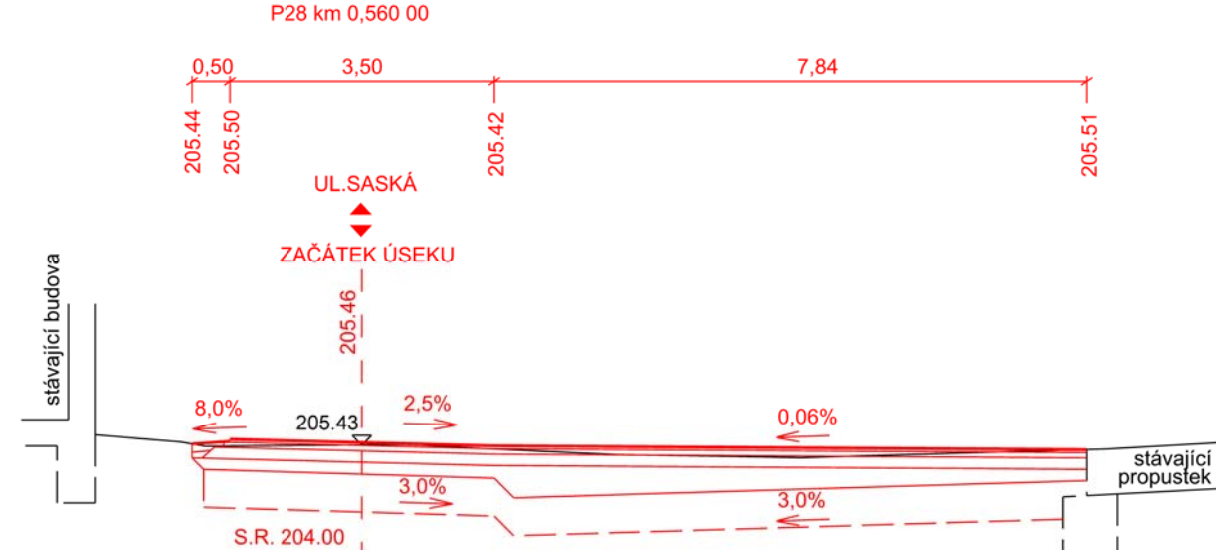 P28 km 0,560 00
0,50 3,50 7,84
205.44 205.50 205.42 205.51
UL.SASKÁ
ZAČÁTEK ÚSEKU
205.46
stávající budova
8,0% 205.43 2,5% 0,06%
stávající
propustek
3,0% 3,0%
S.R. 204.00